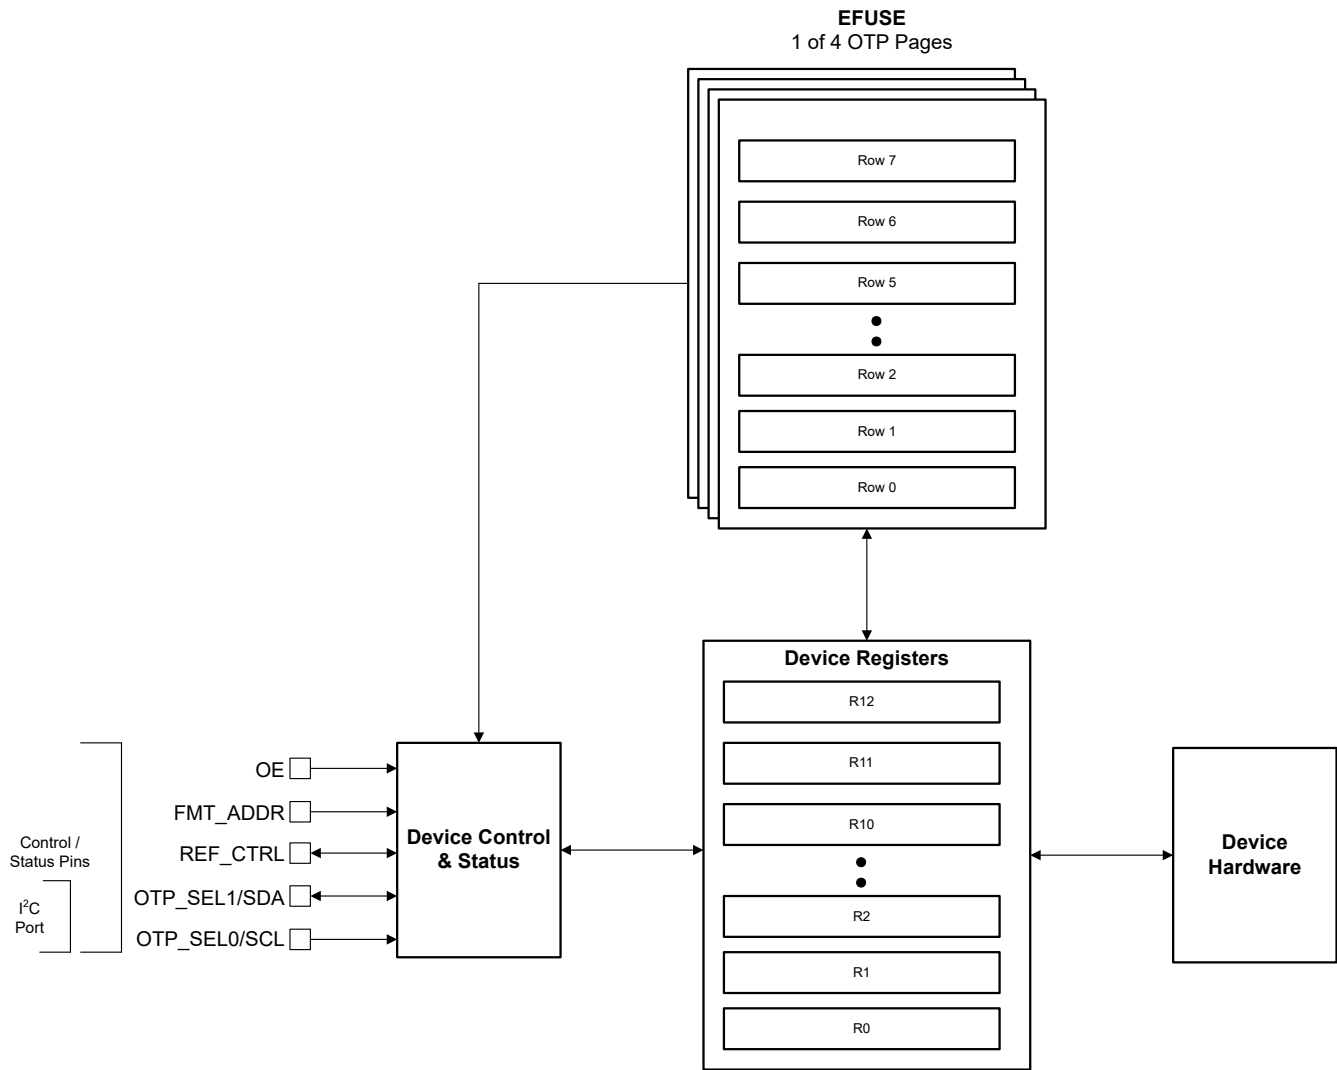 EFUSE
1 of 4 OTP Pages
Row 7
Row 6
Row 5
Row 2
Row 1
Row 0
Device Registers
R12
R11
R10
R2
R1
R0
Control /
Status Pins
I²C
Port
OE
FMT_ADDR
REF_CTRL
OTP_SEL1/SDA
OTP_SEL0/SCL
Device Control
& Status
Device
Hardware